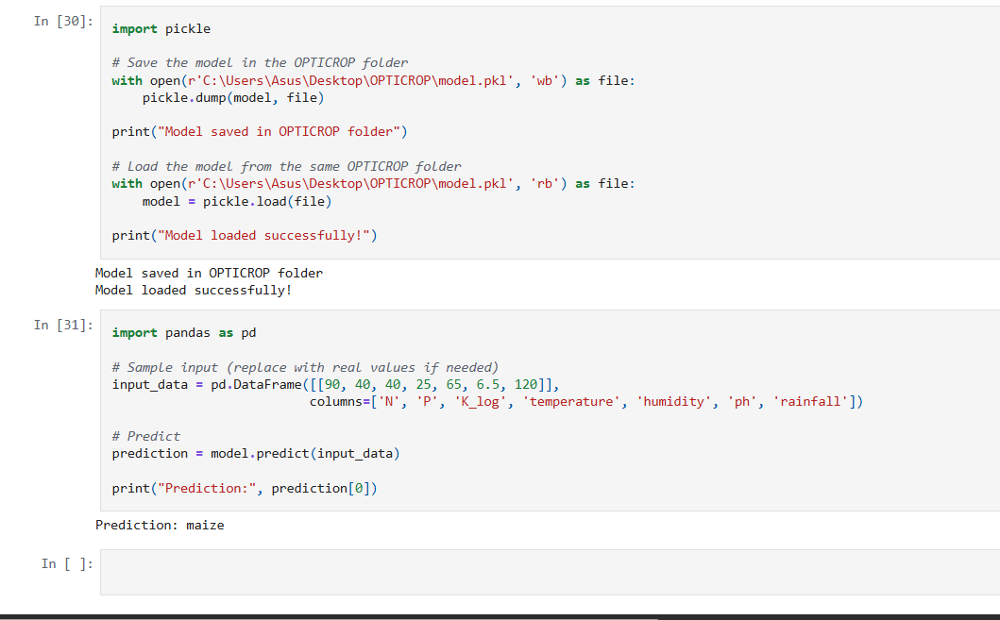 In [30]:
import pickle
# Save the model in the OPTICROP folder
with open(r'C:\Users\Asus\Desktop\OPTICROP\model.pkl', 'wb') as file:
    pickle.dump(model, file)
print("Model saved in OPTICROP folder")
# Load the model from the same OPTICROP folder
with open(r'C:\Users\Asus\Desktop\OPTICROP\model.pkl', 'rb') as file:
    model = pickle.load(file)
print("Model loaded successfully!")
Model saved in OPTICROP folder
Model loaded successfully!
In [31]:
import pandas as pd
# Sample input (replace with real values if needed)
input_data = pd.DataFrame([[90, 40, 40, 25, 65, 6.5, 120]],
                          columns=['N', 'P', 'K_log', 'temperature', 'humidity', 'ph', 'rainfall'])
# Predict
prediction = model.predict(input_data)
print("Prediction:", prediction[0])
Prediction: maize
In [ ]: